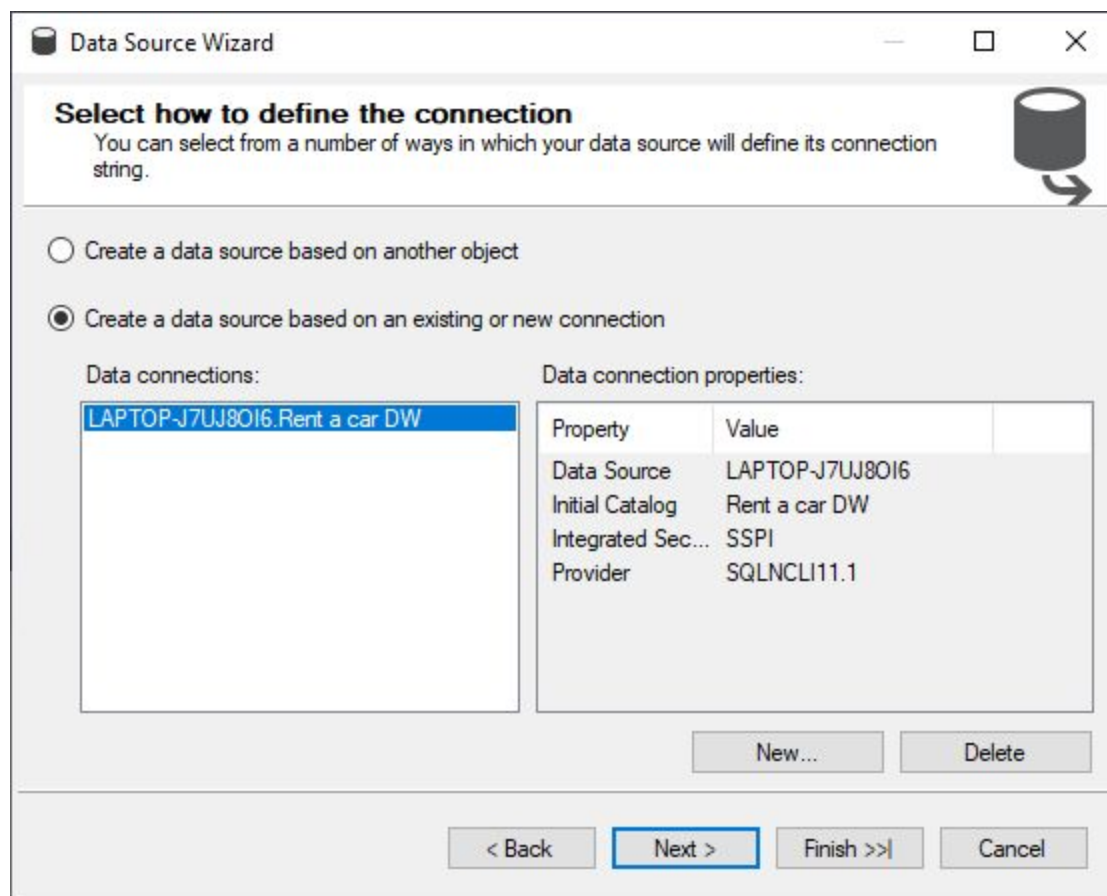 Data Source Wizard
Select how to define the connection
You can select from a number of ways in which your data source will define its connection
string.
Create a data source based on another object
Create a data source based on an existing or new connection
Data connections:
LAPTOP-J7UJ8OI6.Rent a car DW
Data connection properties:
Property Value
Data Source LAPTOP-J7UJ8OI6
Initial Catalog Rent a car DW
Integrated Sec... SSPI
Provider SQLNCLI11.1
New... Delete
< Back Next > Finish >>| Cancel